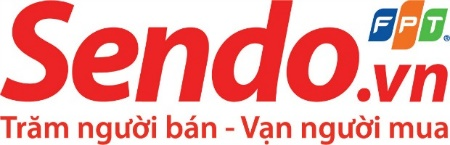 FPT ®
Sendo.vn
Trăm người bán - Vạn người mua